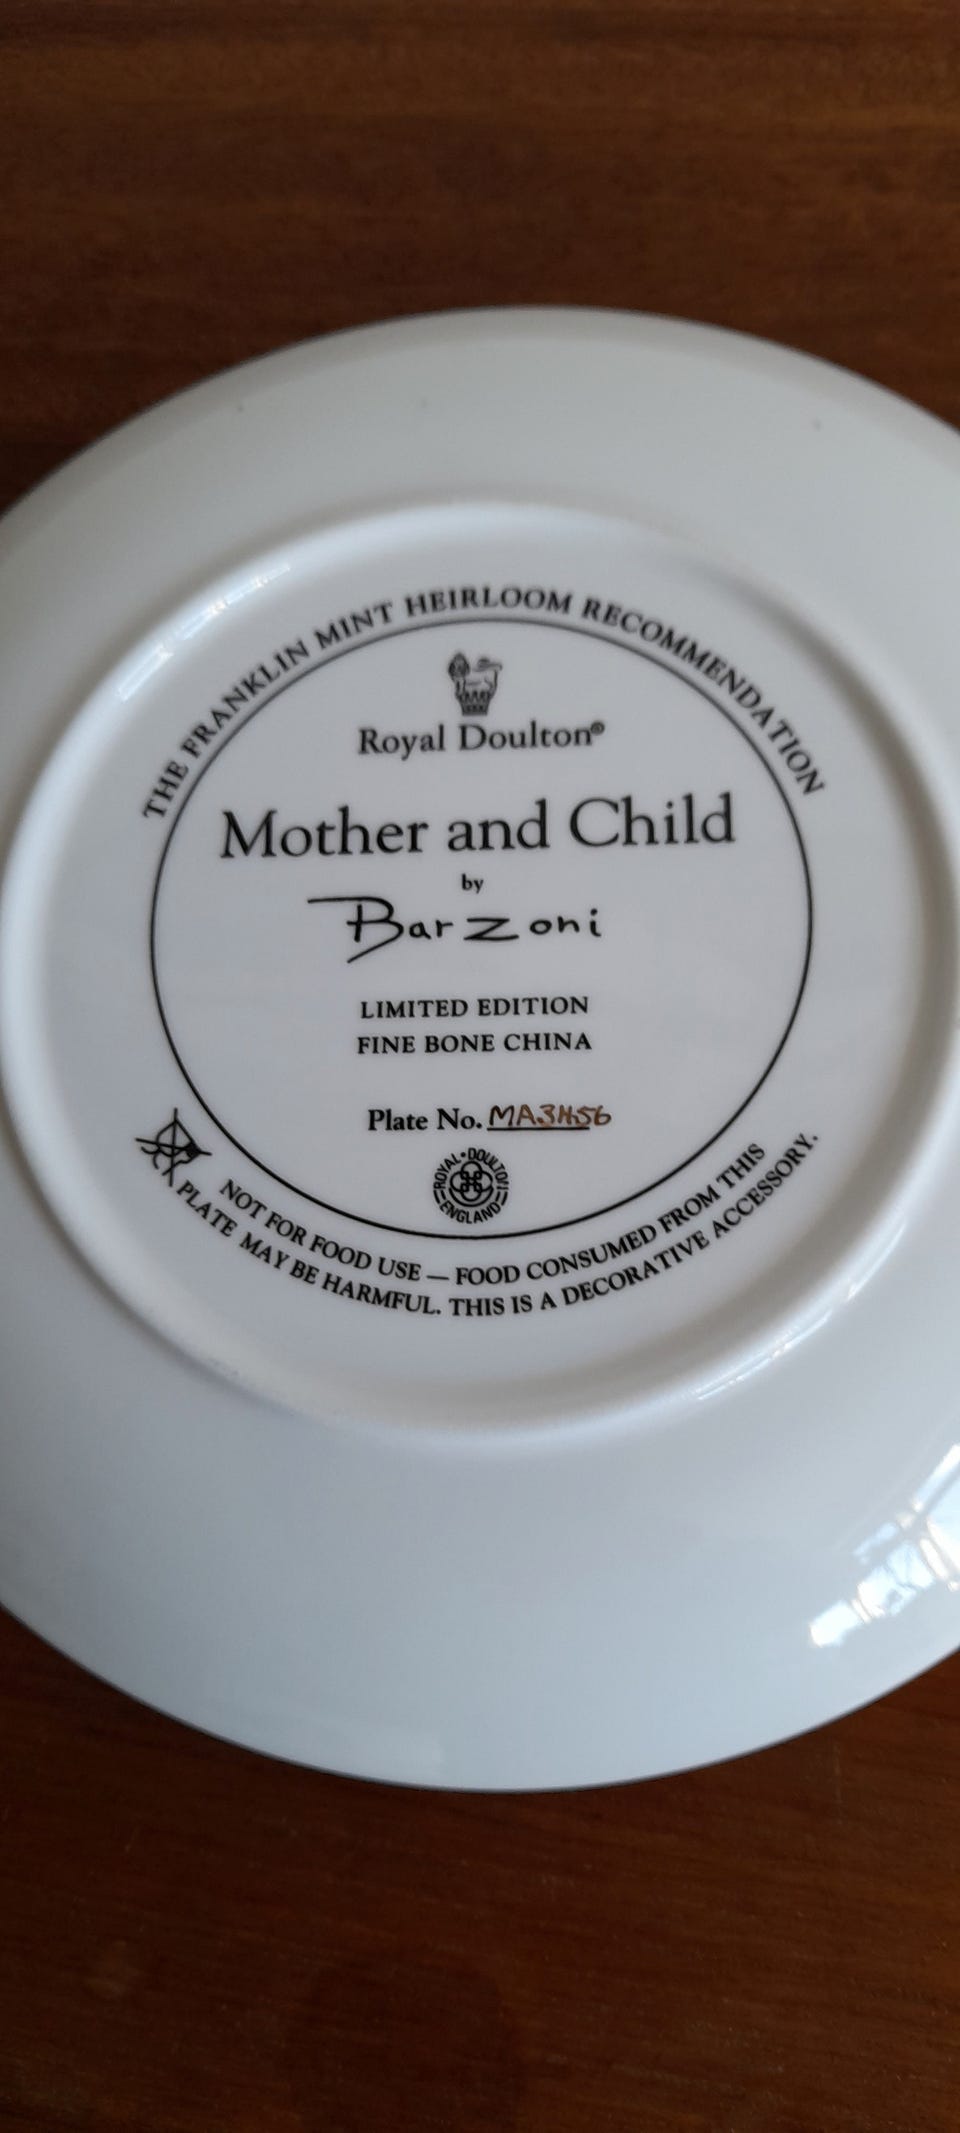 THE FRANKLIN MINT HEIRLOOM RECOMMENDATION
Royal Doulton®
Mother and Child
by
Barzoni
LIMITED EDITION
FINE BONE CHINA
Plate No. MA3456
ROYAL · DOULTON
ENGLAND
NOT FOR FOOD USE — FOOD CONSUMED FROM THIS
PLATE MAY BE HARMFUL. THIS IS A DECORATIVE ACCESSORY.